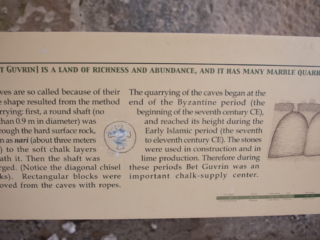 T GUVRIN] IS A LAND OF RICHNESS AND ABUNDANCE, AND IT HAS MANY MARBLE QUARR
ves are so called because of their
e shape resulted from the method
rrying: first, a round shaft (no
han 0.9 m in diameter) was
rough the hard surface rock,
n as nari (about three meters
) to the soft chalk layers
ath it. Then the shaft was
rged. (Notice the diagonal chisel
ks). Rectangular blocks were
oved from the caves with ropes.
The quarrying of the caves began at the
end of the Byzantine period (the
beginning of the seventh century CE),
and reached its height during the
Early Islamic period (the seventh
to eleventh century CE). The stones
were used in construction and in
lime production. Therefore during
these periods Bet Guvrin was an
important chalk-supply center.